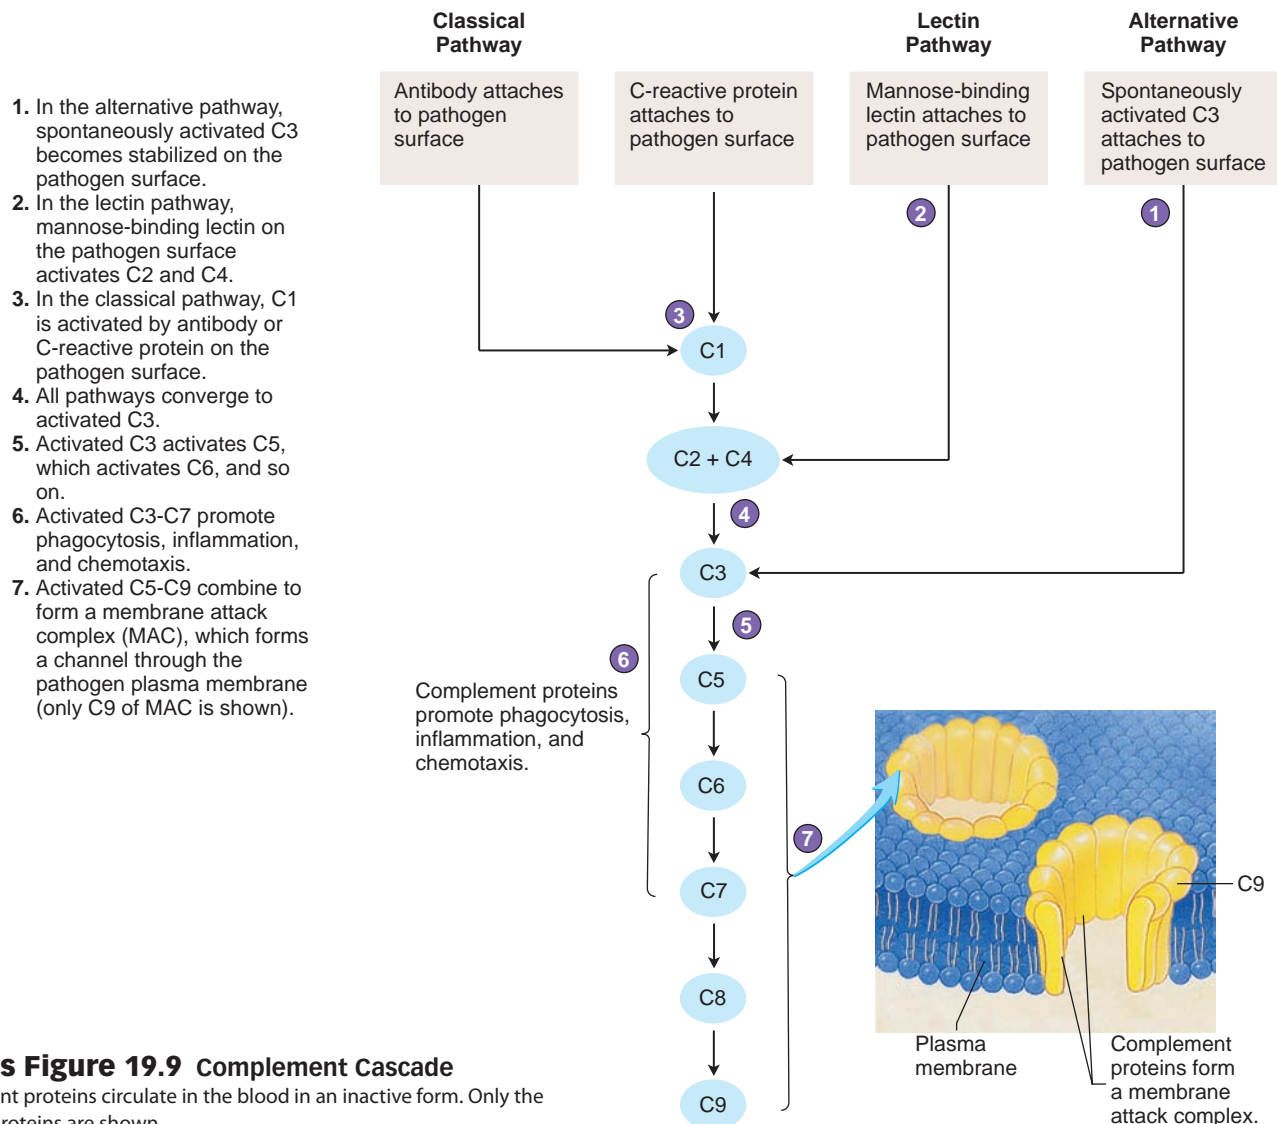 Classical
Pathway
Lectin
Pathway
Alternative
Pathway
Antibody attaches
to pathogen
surface
C-reactive protein
attaches to
pathogen surface
Mannose-binding
lectin attaches to
pathogen surface
Spontaneously
activated C3
attaches to
pathogen surface
1. In the alternative pathway,
spontaneously activated C3
becomes stabilized on the
pathogen surface.
2. In the lectin pathway,
mannose-binding lectin on
the pathogen surface
activates C2 and C4.
3. In the classical pathway, C1
is activated by antibody or
C-reactive protein on the
pathogen surface.
4. All pathways converge to
activated C3.
5. Activated C3 activates C5,
which activates C6, and so
on.
6. Activated C3-C7 promote
phagocytosis, inflammation,
and chemotaxis.
7. Activated C5-C9 combine to
form a membrane attack
complex (MAC), which forms
a channel through the
pathogen plasma membrane
(only C9 of MAC is shown).
2
1
3
C1
C2 + C4
4
C3
5
6
C5
Complement proteins
promote phagocytosis,
inflammation, and
chemotaxis.
C6
7
C7
C9
C8
C9
Plasma
membrane
Complement
proteins form
a membrane
attack complex.
s Figure 19.9 Complement Cascade
nt proteins circulate in the blood in an inactive form. Only the
roteins are shown